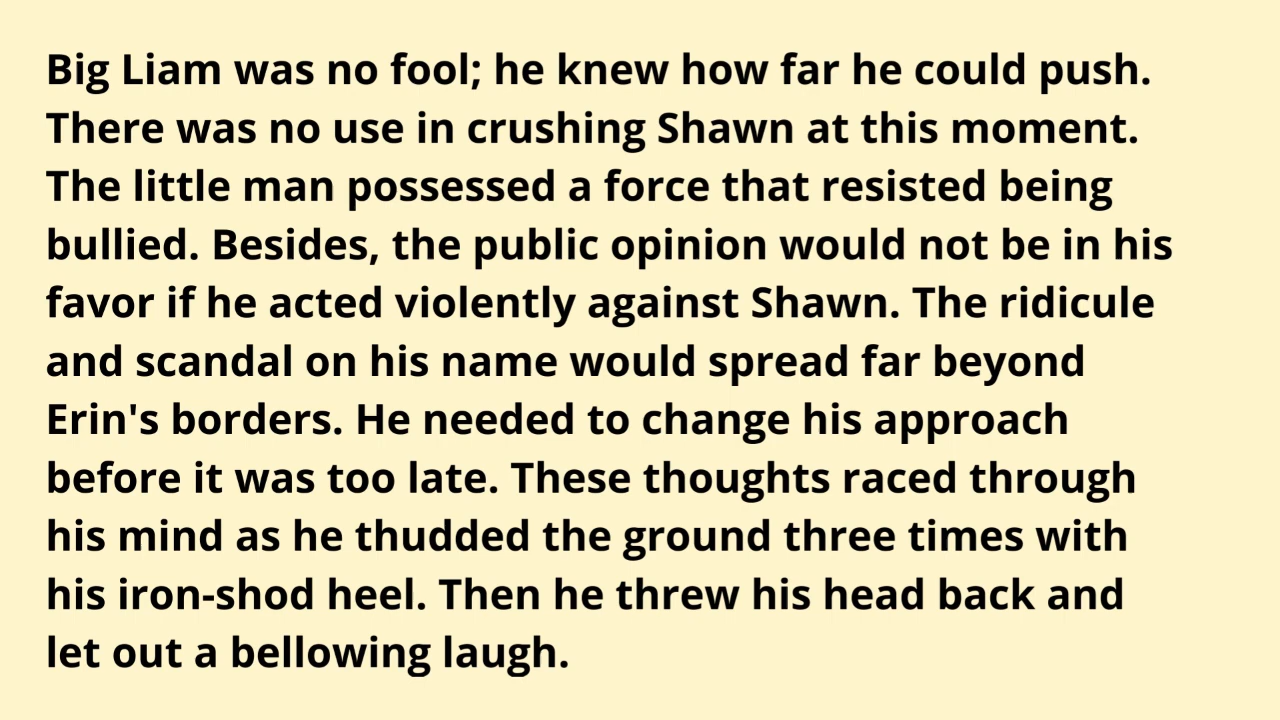 Big Liam was no fool; he knew how far he could push.
There was no use in crushing Shawn at this moment.
The little man possessed a force that resisted being
bullied. Besides, the public opinion would not be in his
favor if he acted violently against Shawn. The ridicule
and scandal on his name would spread far beyond
Erin's borders. He needed to change his approach
before it was too late. These thoughts raced through
his mind as he thudded the ground three times with
his iron-shod heel. Then he threw his head back and
let out a bellowing laugh.